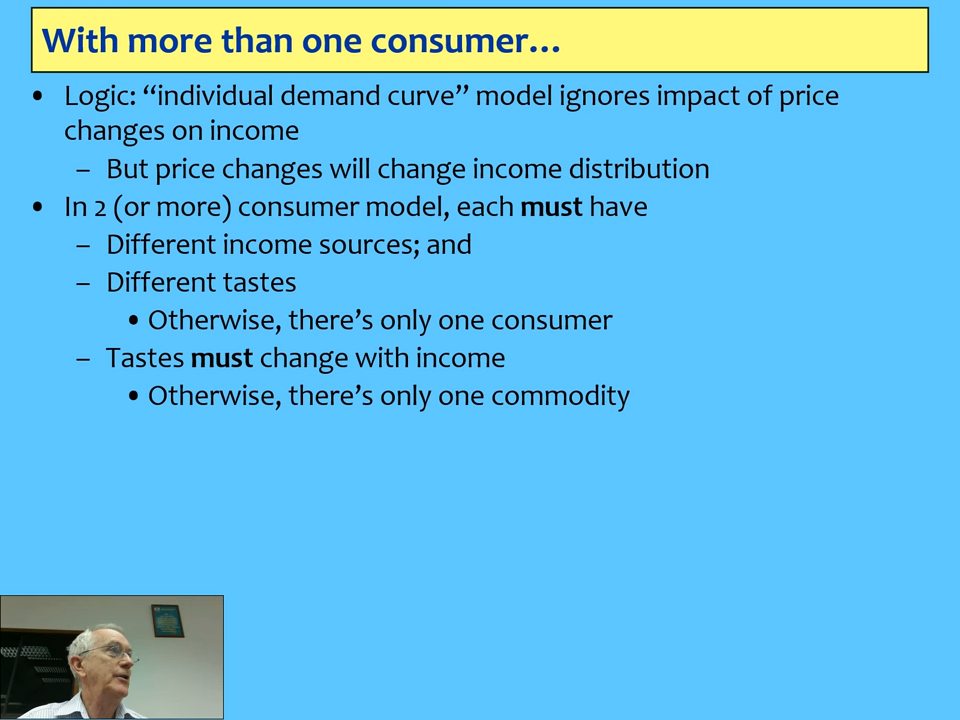 With more than one consumer…
• Logic: “individual demand curve” model ignores impact of price
changes on income
– But price changes will change income distribution
• In 2 (or more) consumer model, each must have
– Different income sources; and
– Different tastes
• Otherwise, there’s only one consumer
– Tastes must change with income
• Otherwise, there’s only one commodity